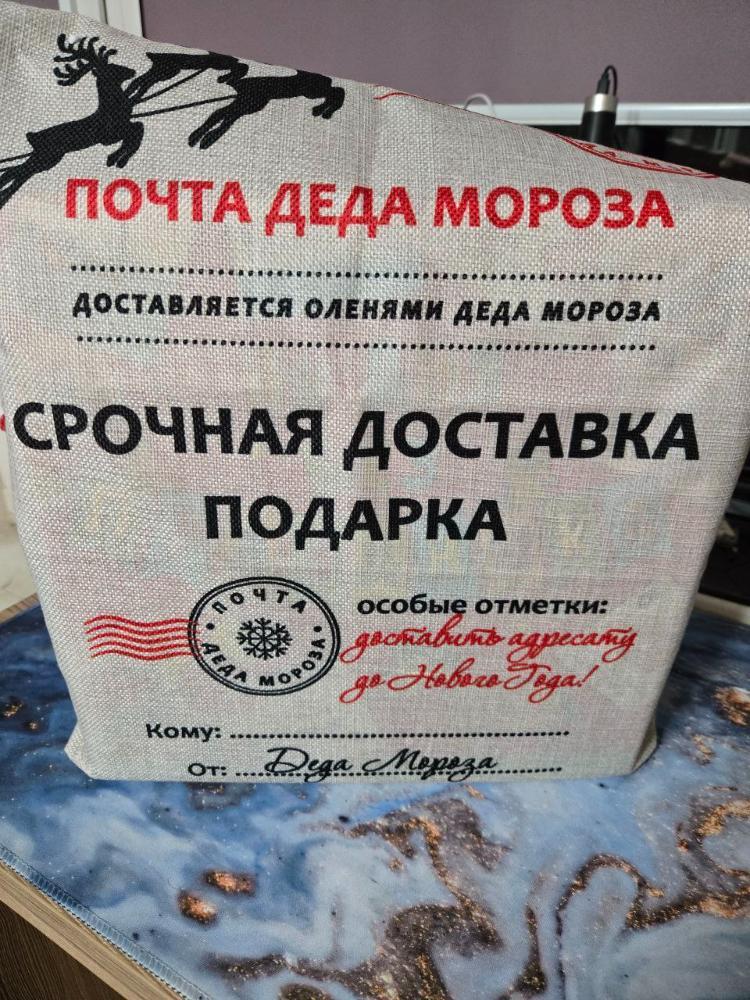 ПОЧТА ДЕДА МОРОЗА
ДОСТАВЛЯЕТСЯ ОЛЕНЯМИ ДЕДА МОРОЗА
СРОЧНАЯ ДОСТАВКА
ПОДАРКА
ПОЧТА
ДЕДА МОРОЗА
особые отметки:
доставить адресату
до Нового Года!
Кому:
От: Деда Мороза